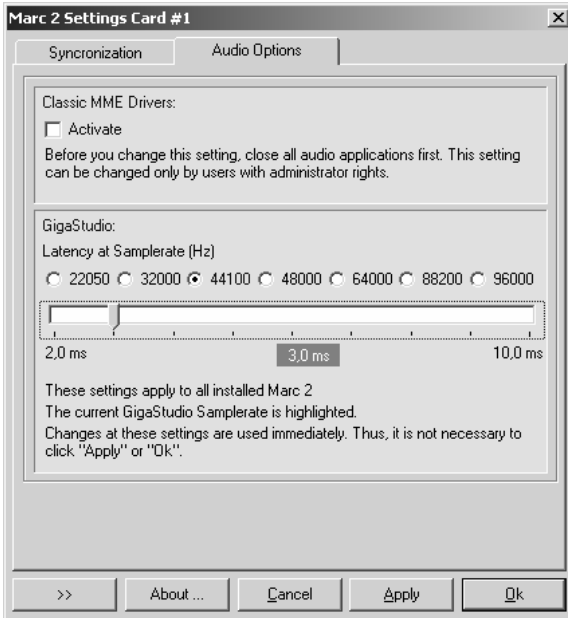 Marc 2 Settings Card #1
Syncronization
Audio Options
Classic MME Drivers:
Activate
Before you change this setting, close all audio applications first. This setting
can be changed only by users with administrator rights.
GigaStudio:
Latency at Samplerate (Hz)
22050 32000 44100 48000 64000 88200 96000
2,0 ms 3,0 ms 10,0 ms
These settings apply to all installed Marc 2
The current GigaStudio Samplerate is highlighted.
Changes at these settings are used immediately. Thus, it is not necessary to
click "Apply" or "Ok".
>> About ... Cancel Apply Ok